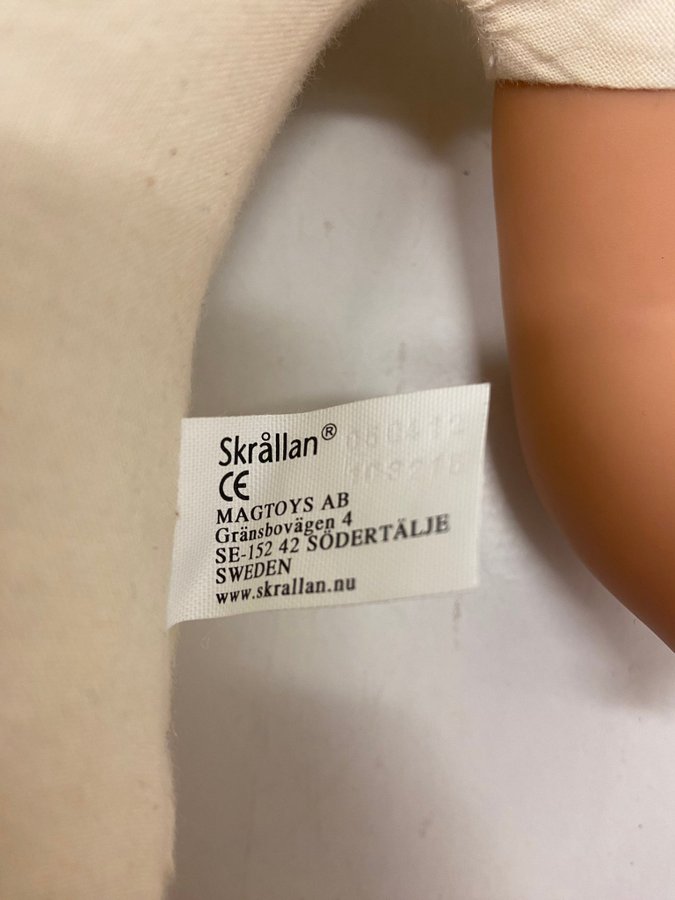 Skrållan®
CE
MAGTOYS AB
Gränsbovägen 4
SE-152 42 SÖDERTÄLJE
SWEDEN
www.skrallan.nu